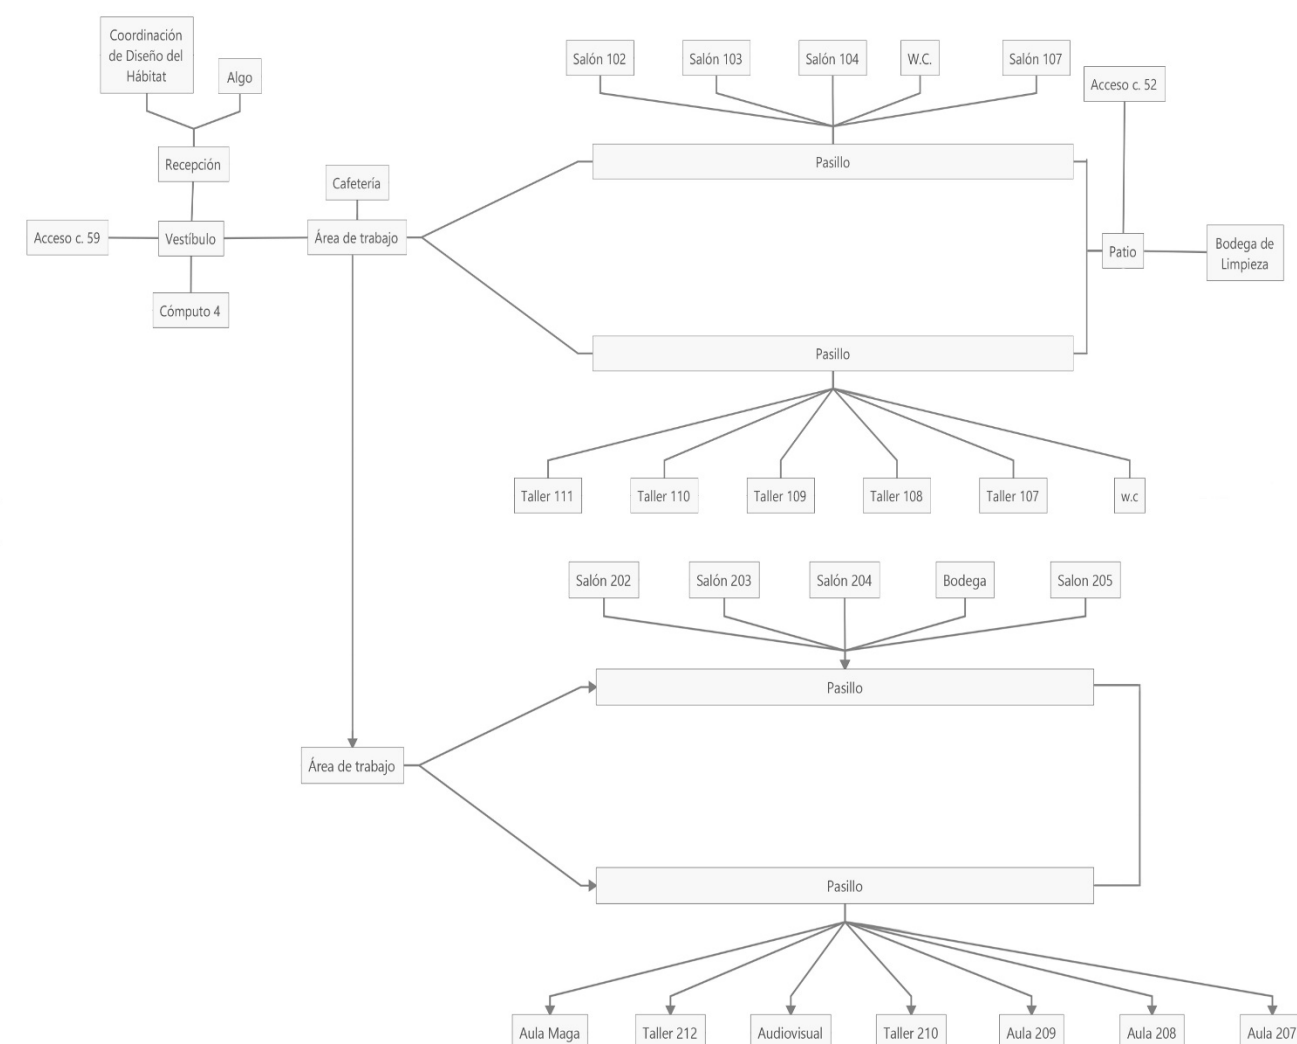 Coordinación
de Diseño del
Hábitat
Algo
Salón 102
Salón 103
Salón 104
W.C.
Salón 107
Acceso c. 52
Recepción
Pasillo
Cafetería
Acceso c. 59
Vestíbulo
Área de trabajo
Patio
Bodega de
Limpieza
Cómputo 4
Pasillo
Taller 111
Taller 110
Taller 109
Taller 108
Taller 107
w.c
Salón 202
Salón 203
Salón 204
Bodega
Salon 205
Pasillo
Área de trabajo
Pasillo
Aula Maga
Taller 212
Audiovisual
Taller 210
Aula 209
Aula 208
Aula 207